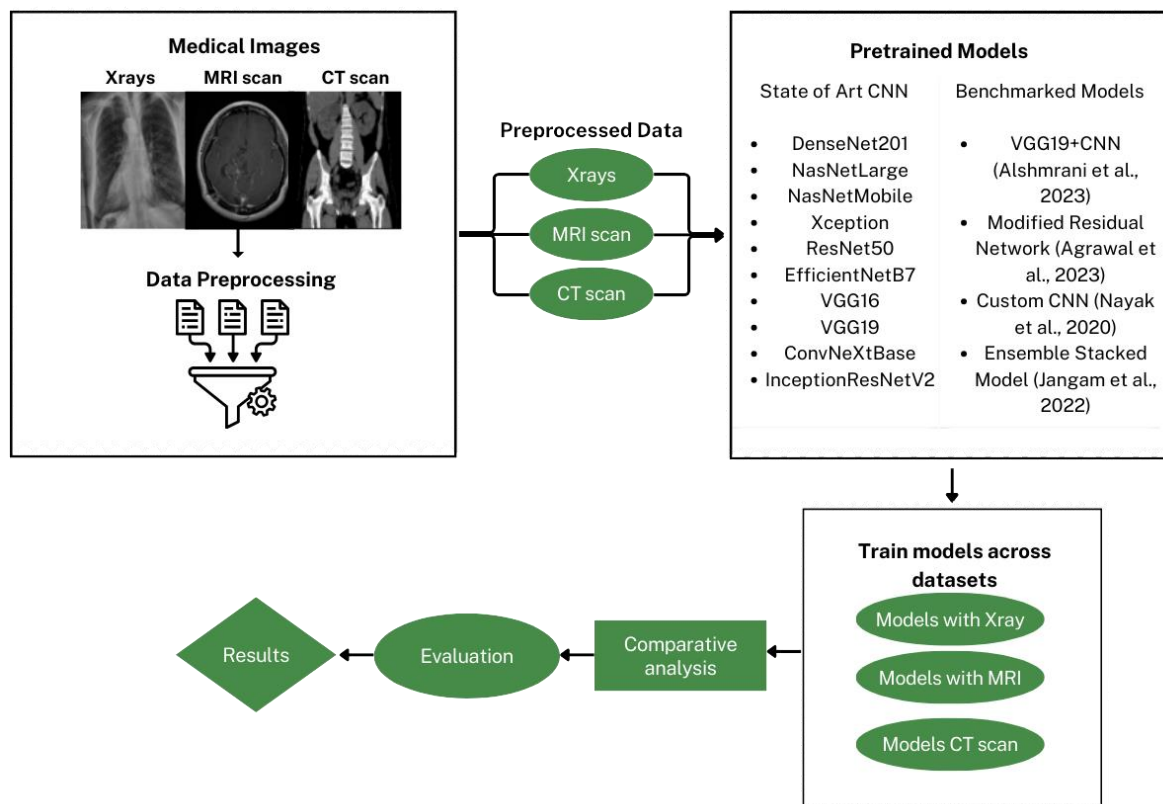 Medical Images
Xrays
MRI scan
CT scan
Data Preprocessing
Preprocessed Data
Xrays
MRI scan
CT scan
Pretrained Models
State of Art CNN
DenseNet201
NasNetLarge
NasNetMobile
Xception
ResNet50
EfficientNetB7
VGG16
VGG19
ConvNeXtBase
InceptionResNetV2
Benchmarked Models
VGG19+CNN
(Alshmrani et al.,
2023)
Modified Residual
Network (Agrawal et
al., 2023)
Custom CNN (Nayak
et al., 2020)
Ensemble Stacked
Model (Jangam et al.,
2022)
Train models across
datasets
Models with Xray
Models with MRI
Models CT scan
Comparative
analysis
Evaluation
Results